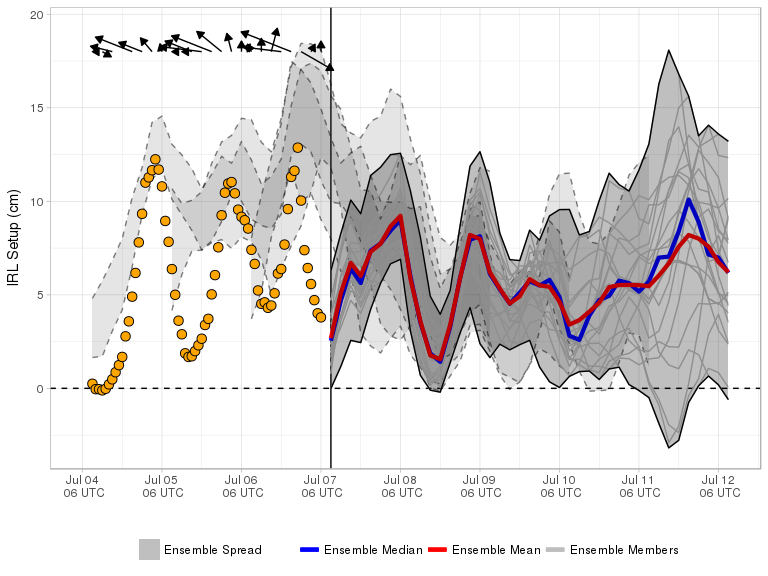 20
15
10
5
0
IRL Setup (cm)
Jul 04 Jul 05 Jul 06 Jul 07 Jul 08 Jul 09 Jul 10 Jul 11 Jul 12
06 UTC 06 UTC 06 UTC 06 UTC 06 UTC 06 UTC 06 UTC 06 UTC 06 UTC
Ensemble Spread Ensemble Median Ensemble Mean Ensemble Members